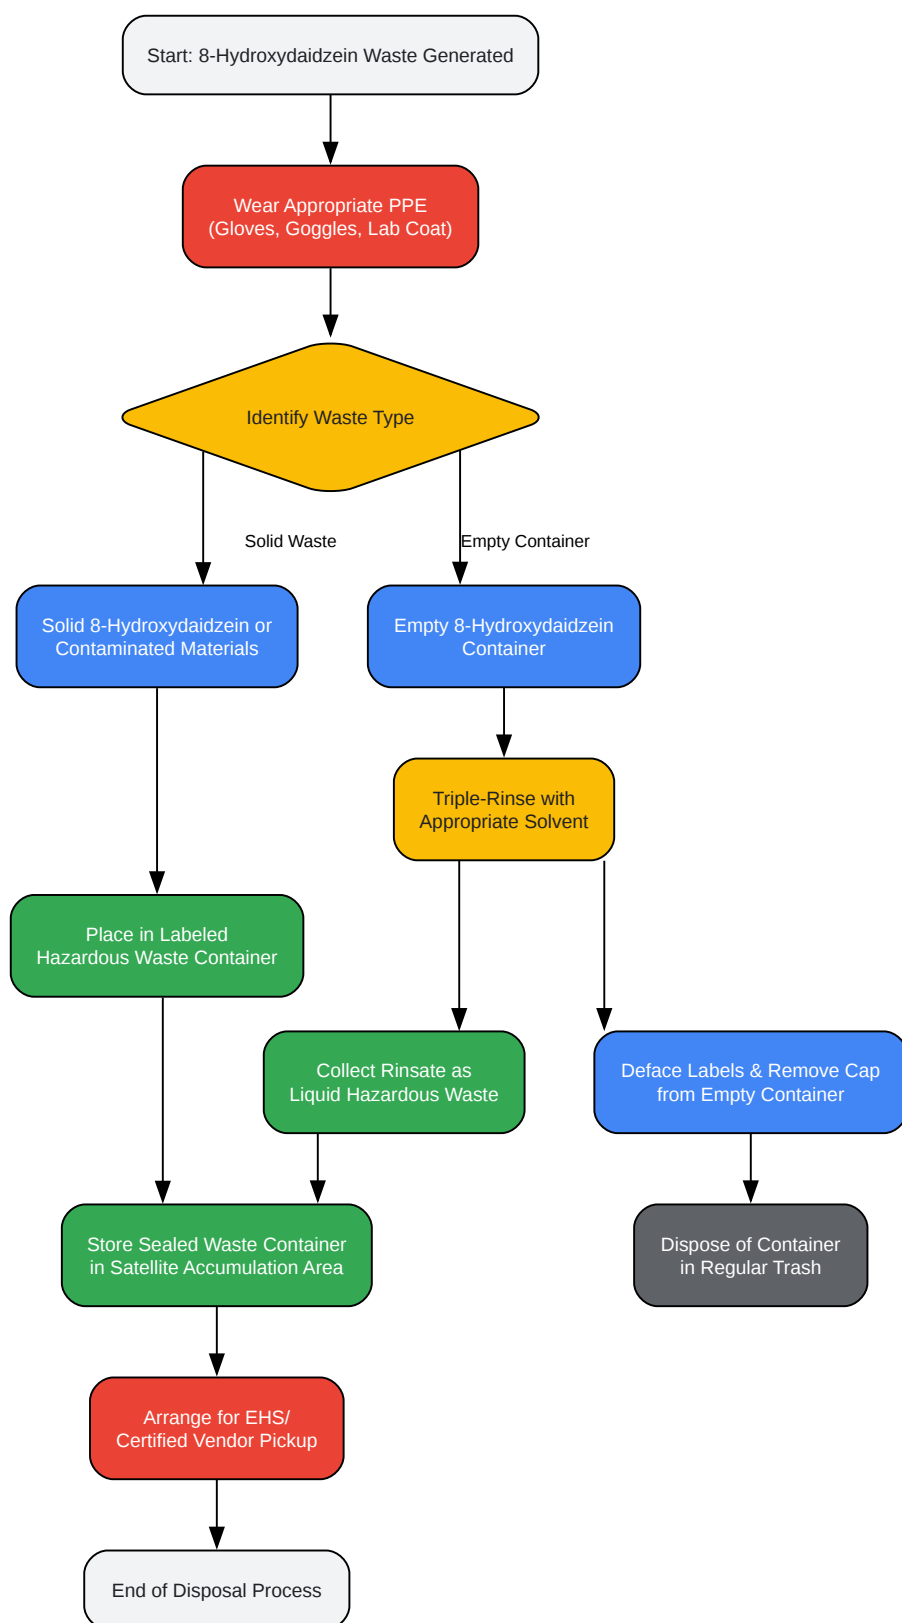 Start: 8-Hydroxydaidzein Waste Generated
Wear Appropriate PPE
(Gloves, Goggles, Lab Coat)
Identify Waste Type
Solid Waste
Empty Container
Solid 8-Hydroxydaidzein or
Contaminated Materials
Empty 8-Hydroxydaidzein
Container
Triple-Rinse with
Appropriate Solvent
Place in Labeled
Hazardous Waste Container
Collect Rinsate as
Liquid Hazardous Waste
Deface Labels & Remove Cap
from Empty Container
Store Sealed Waste Container
in Satellite Accumulation Area
Dispose of Container
in Regular Trash
Arrange for EHS/
Certified Vendor Pickup
End of Disposal Process